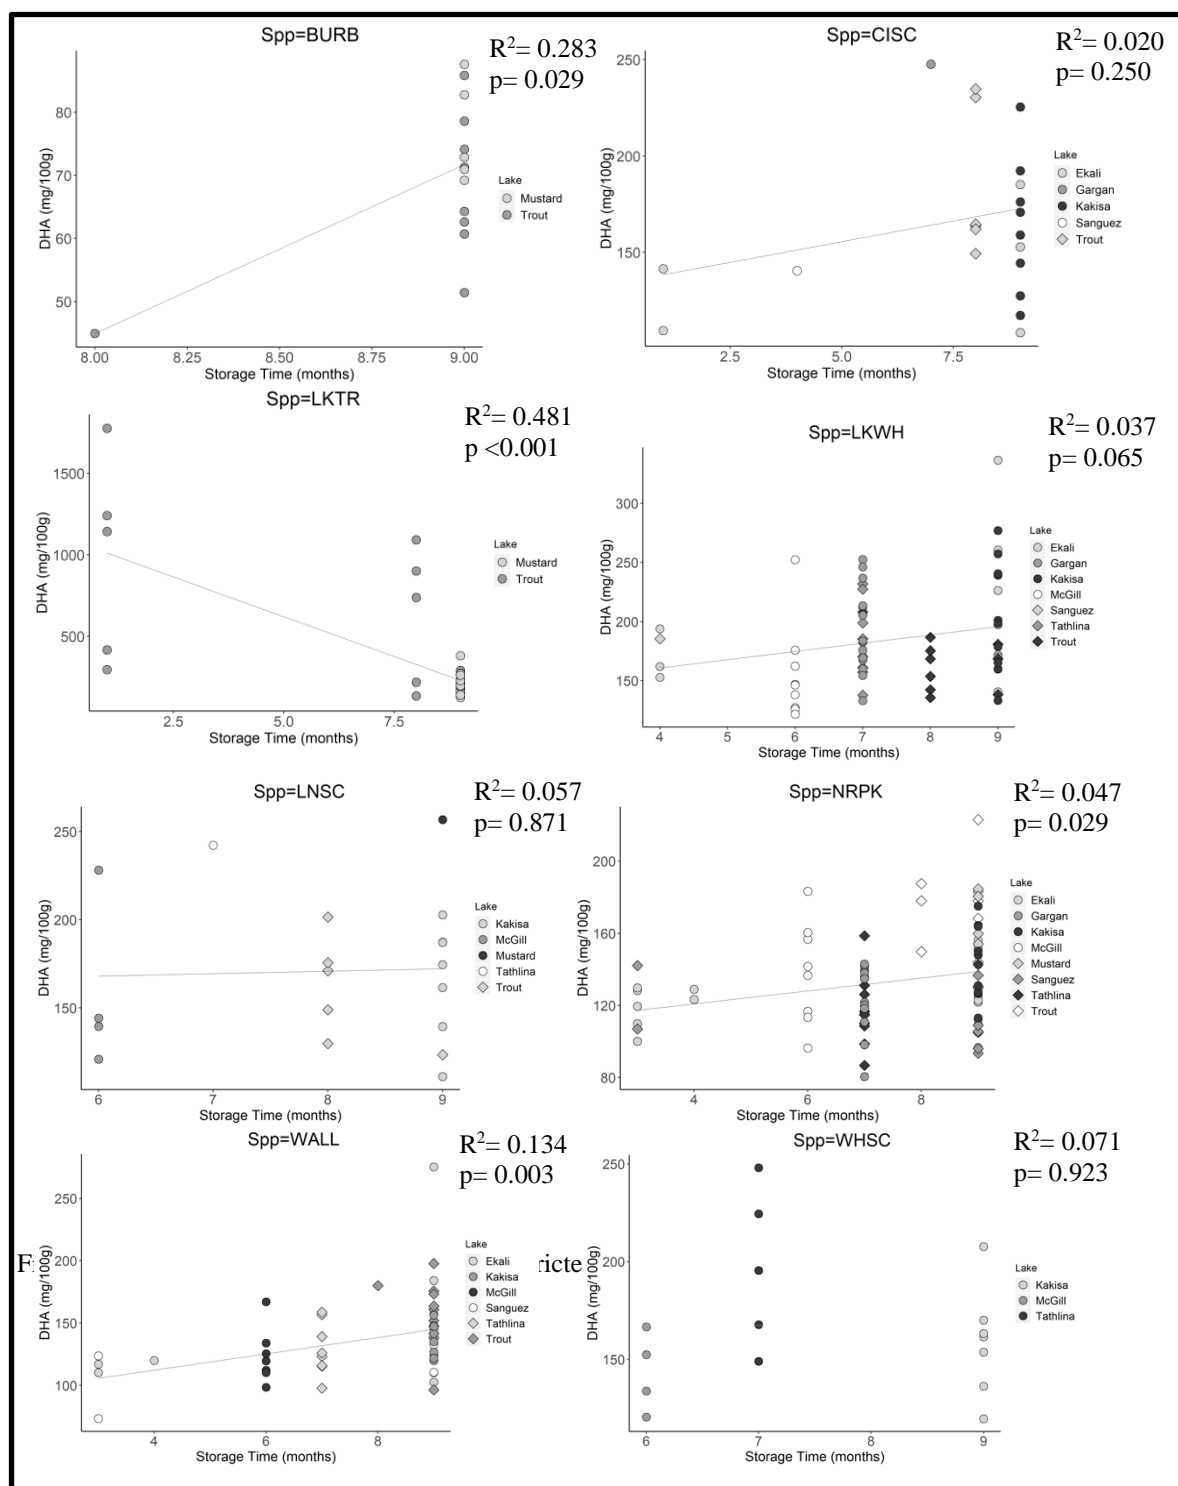 Spp=BURB
R²= 0.283
p= 0.029
DHA (mg/100g)
80
70
60
50
8.00 8.25 8.50 8.75 9.00
Storage Time (months)
Lake
Mustard
Trout
Spp=CISC
R²= 0.020
p= 0.250
DHA (mg/100g)
250
200
150
2.5 5.0 7.5
Storage Time (months)
Lake
Ekali
Gargan
Kakisa
Sanguez
Trout
Spp=LKTR
R²= 0.481
p <0.001
DHA (mg/100g)
1500
1000
500
2.5 5.0 7.5
Storage Time (months)
Lake
Mustard
Trout
Spp=LKWH
R²= 0.037
p= 0.065
DHA (mg/100g)
300
250
200
150
4 5 6 7 8 9
Storage Time (months)
Lake
Ekali
Gargan
Kakisa
McGill
Sanguez
Tathlina
Trout
Spp=LNSC
R²= 0.057
p= 0.871
DHA (mg/100g)
250
200
150
6 7 8 9
Storage Time (months)
Lake
Kakisa
McGill
Mustard
Tathlina
Trout
Spp=NRPK
R²= 0.047
p= 0.029
DHA (mg/100g)
200
160
120
80
4 6 8
Storage Time (months)
Lake
Ekali
Gargan
Kakisa
McGill
Mustard
Sanguez
Tathlina
Trout
Spp=WALL
R²= 0.134
p= 0.003
DHA (mg/100g)
250
200
150
100
4 6 8
Storage Time (months)
Lake
Ekali
Kakisa
McGill
Sanguez
Tathlina
Trout
F
ricte
Spp=WHSC
R²= 0.071
p= 0.923
DHA (mg/100g)
250
200
150
6 7 8 9
Storage Time (months)
Lake
Kakisa
McGill
Tathlina